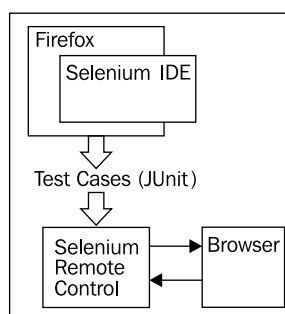 Firefox
Selenium IDE
Test Cases (JUnit)
Selenium
Remote
Control
Browser